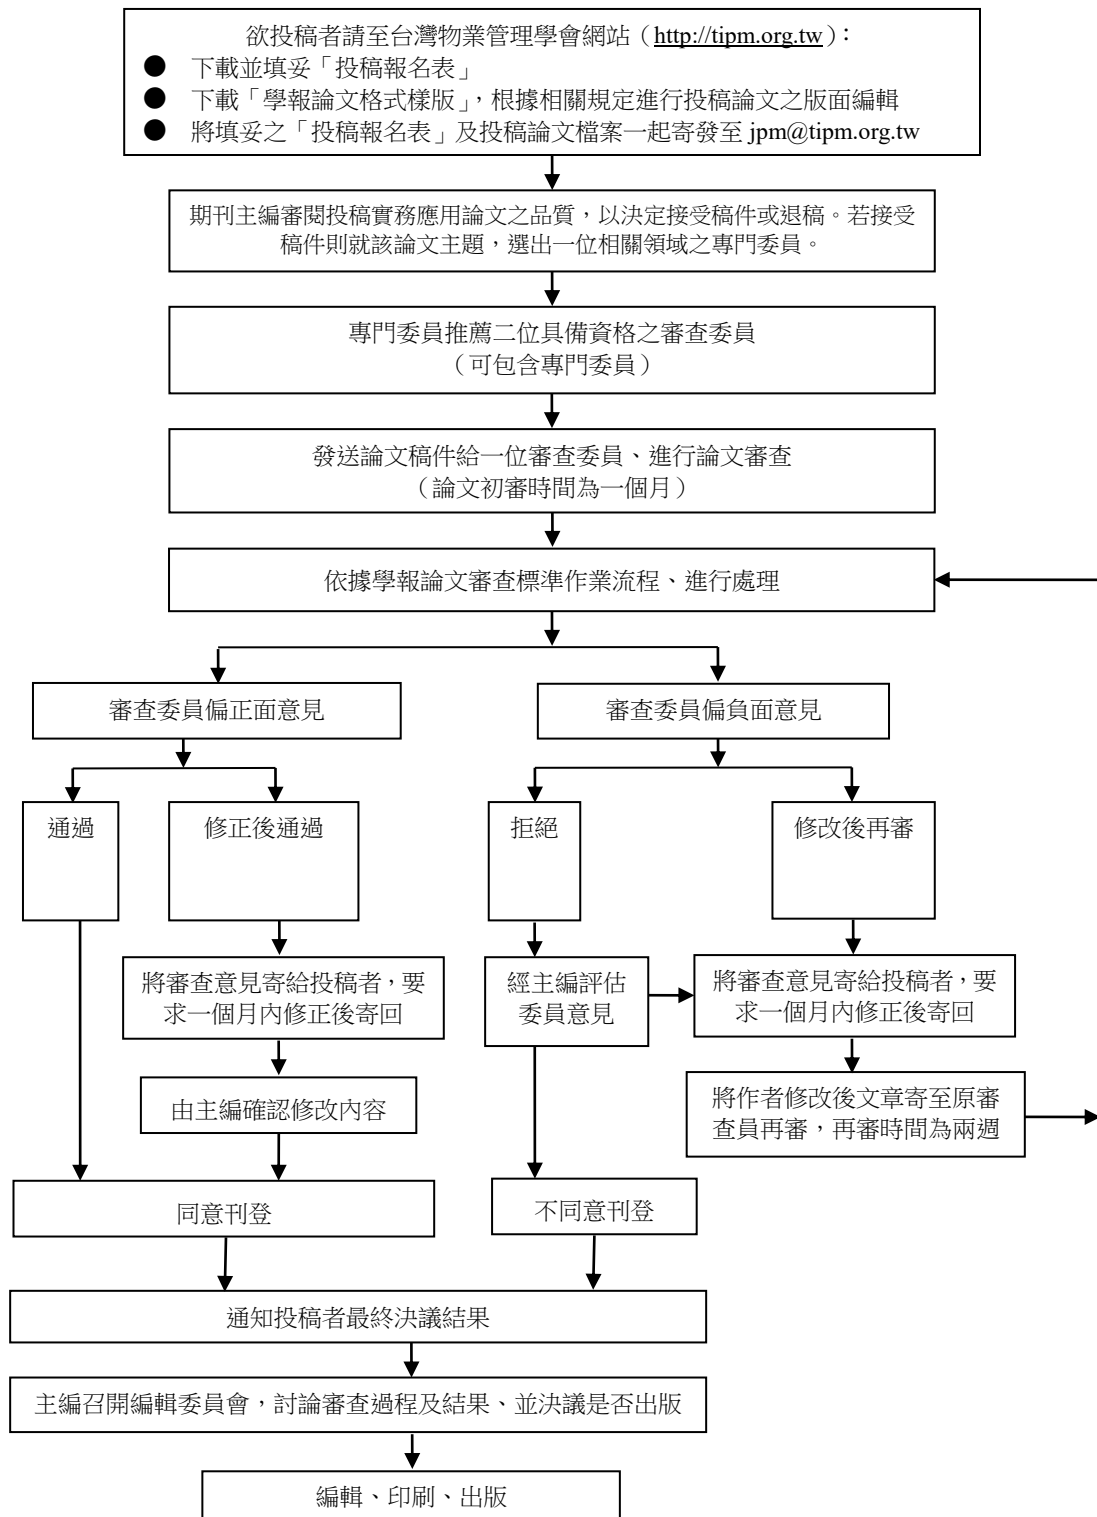 欲投稿者請至台灣物業管理學會網站（http://tipm.org.tw）：
● 下載並填妥「投稿報名表」
● 下載「學報論文格式樣版」，根據相關規定進行投稿論文之版面編輯
● 將填妥之「投稿報名表」及投稿論文檔案一起寄發至 jpm@tipm.org.tw
期刊主編審閱投稿實務應用論文之品質，以決定接受稿件或退稿。若接受
稿件則就該論文主題，選出一位相關領域之專門委員。
專門委員推薦二位具備資格之審查委員
（可包含專門委員）
發送論文稿件給一位審查委員、進行論文審查
（論文初審時間為一個月）
依據學報論文審查標準作業流程、進行處理
審查委員偏正面意見
審查委員偏負面意見
通過
修正後通過
拒絕
修改後再審
將審查意見寄給投稿者，要
求一個月內修正後寄回
經主編評估
委員意見
將審查意見寄給投稿者，要
求一個月內修正後寄回
由主編確認修改內容
將作者修改後文章寄至原審
查員再審，再審時間為兩週
同意刊登
不同意刊登
通知投稿者最終決議結果
主編召開編輯委員會，討論審查過程及結果、並決議是否出版
編輯、印刷、出版